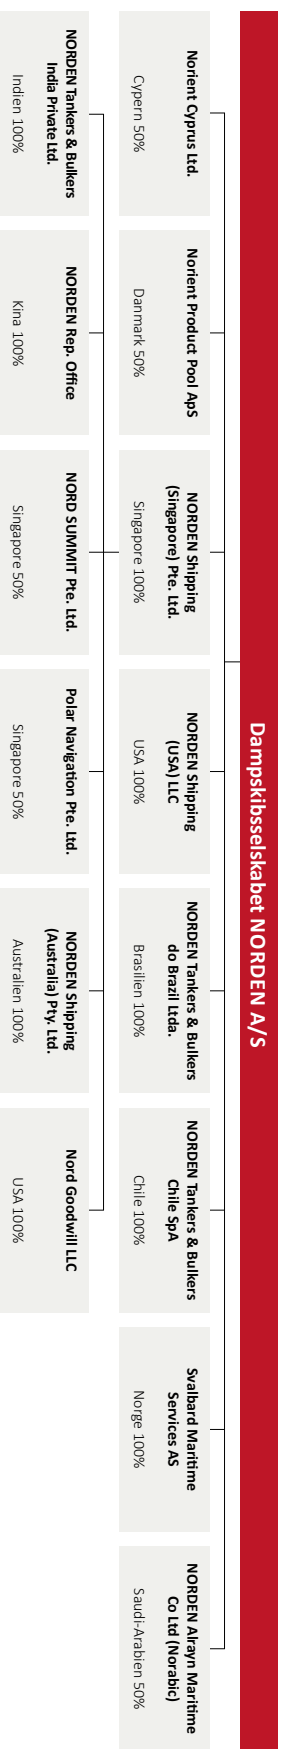 Dampskibsselskabet NORDEN A/S
Norient Cyprus Ltd.
Cypern 50%
Norient Product Pool ApS
Danmark 50%
NORDEN Shipping
(Singapore) Pte. Ltd.
Singapore 100%
NORDEN Shipping
(USA) LLC
USA 100%
NORDEN Tankers & Bulkers
do Brazil Ltda.
Brasilien 100%
NORDEN Tankers & Bulkers
Chile SpA
Chile 100%
Svalbard Maritime
Services AS
Norge 100%
NORDEN Alrayn Maritime
Co Ltd (Norabic)
Saudi-Arabien 50%
NORDEN Tankers & Bulkers
India Private Ltd.
Indien 100%
NORDEN Rep. Office
Kina 100%
NORD SUMMIT Pte. Ltd.
Singapore 50%
Polar Navigation Pte. Ltd.
Singapore 50%
NORDEN Shipping
(Australia) Pty. Ltd.
Australien 100%
Nord Goodwill LLC
USA 100%